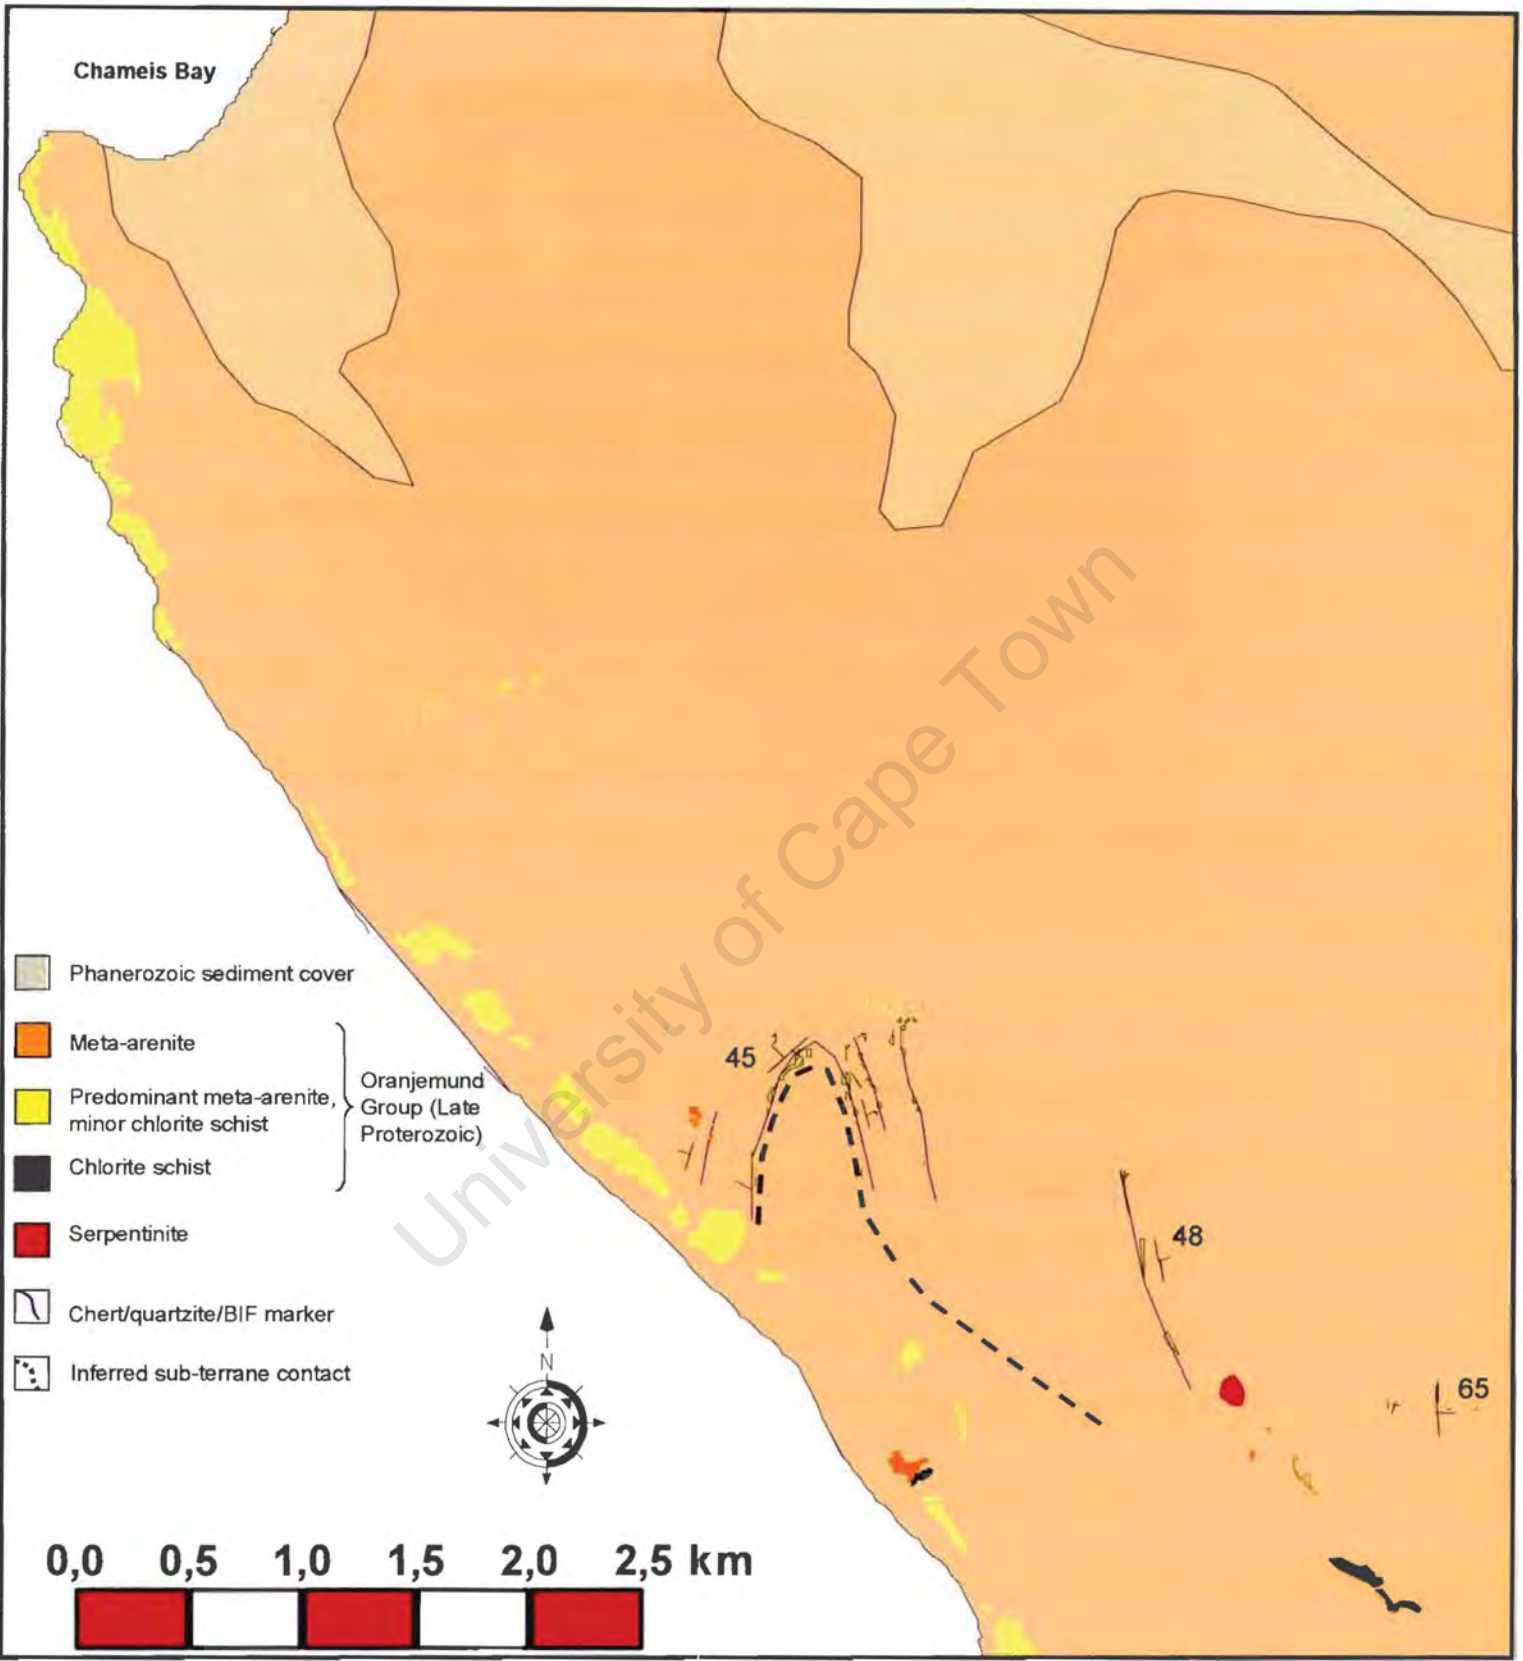 Chameis Bay
University of Cape Town
Phanerozoic sediment cover
Meta-arenite
Predominant meta-arenite,
minor chlorite schist
Chlorite schist
Oranjemund
Group (Late
Proterozoic)
Serpentinite
Chert/quartzite/BIF marker
Inferred sub-terrane contact
45
48
65
N
0,0 0,5 1,0 1,5 2,0 2,5 km